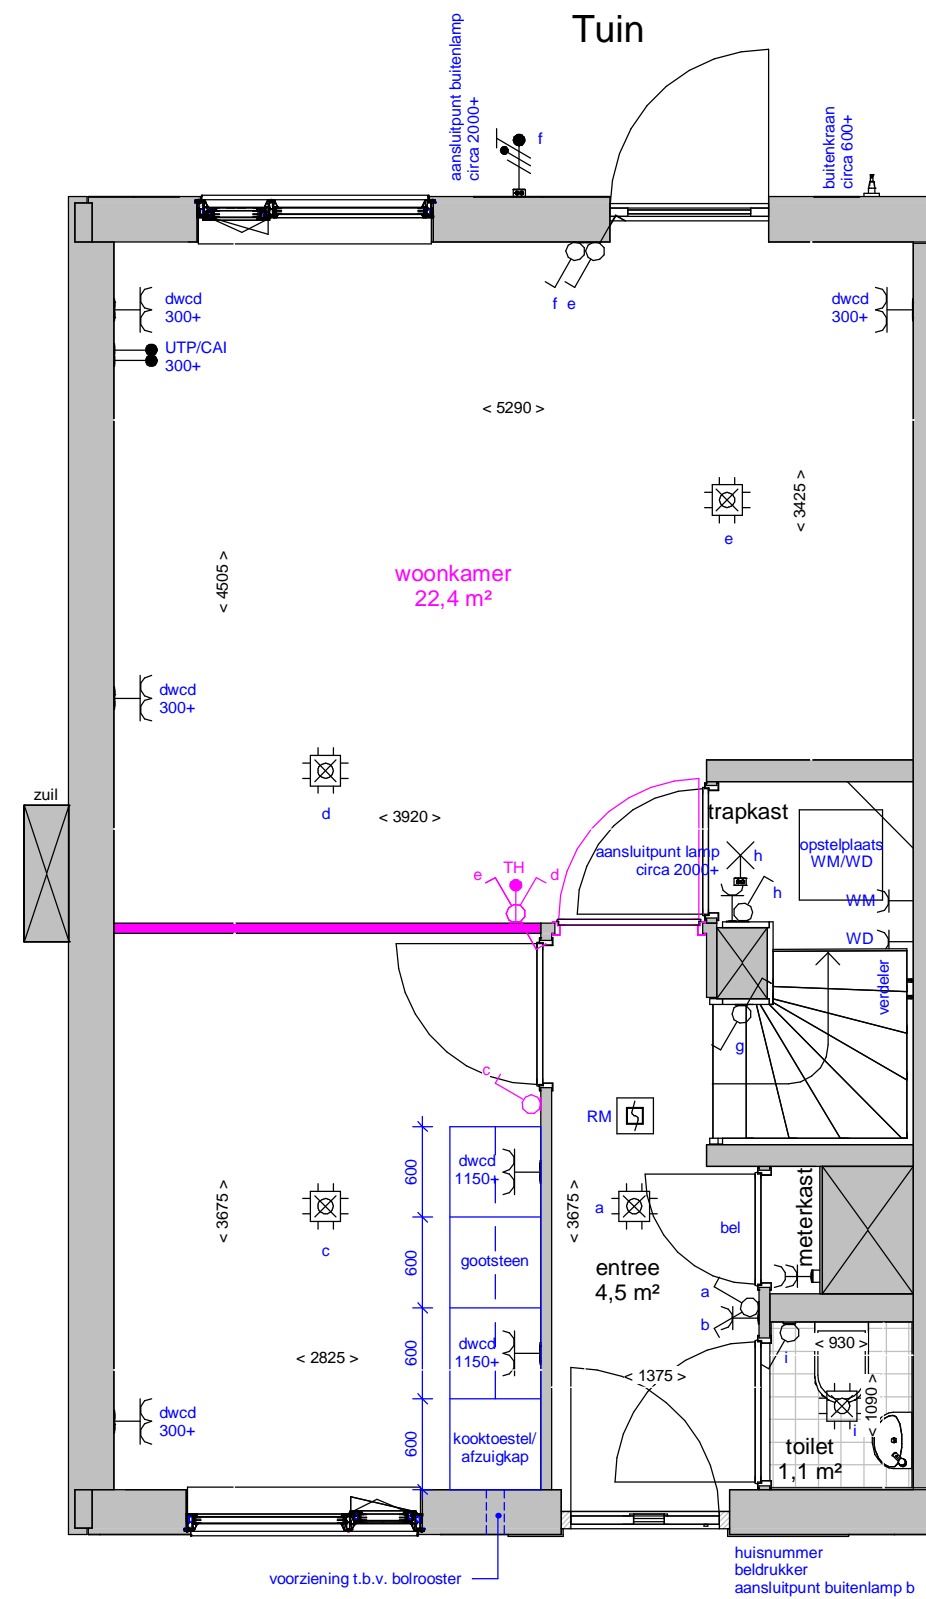 Tuin
aansluitpunt buitenlamp
circa 2000+
f
buitenkraan
circa 600+
f e
dwcd
300+
UTP/CAI
300+
dwcd
300+
< 5290 >
< 3425 >
e
< 4505 >
woonkamer
22,4 m²
dwcd
300+
d
< 3920 >
zuil
trapkast
aansluitpunt lamp
circa 2000+
h
h
opstelplaats
WM/WD
WM
WD
verdeler
TH
e
d
g
c
RM
600
dwcd
1150+
< 3675 >
c
600
gootsteen
< 3675 >
a
bel
meterkast
entree
4,5 m²
a
b
600
dwcd
1150+
< 2825 >
< 1375 >
i
< 930 >
< 1090 >
i
toilet
1,1 m²
dwcd
300+
600
kooktoestel/
afzuigkap
voorziening t.b.v. bolrooster
huisnummer
beldrukker
aansluitpunt buitenlamp b